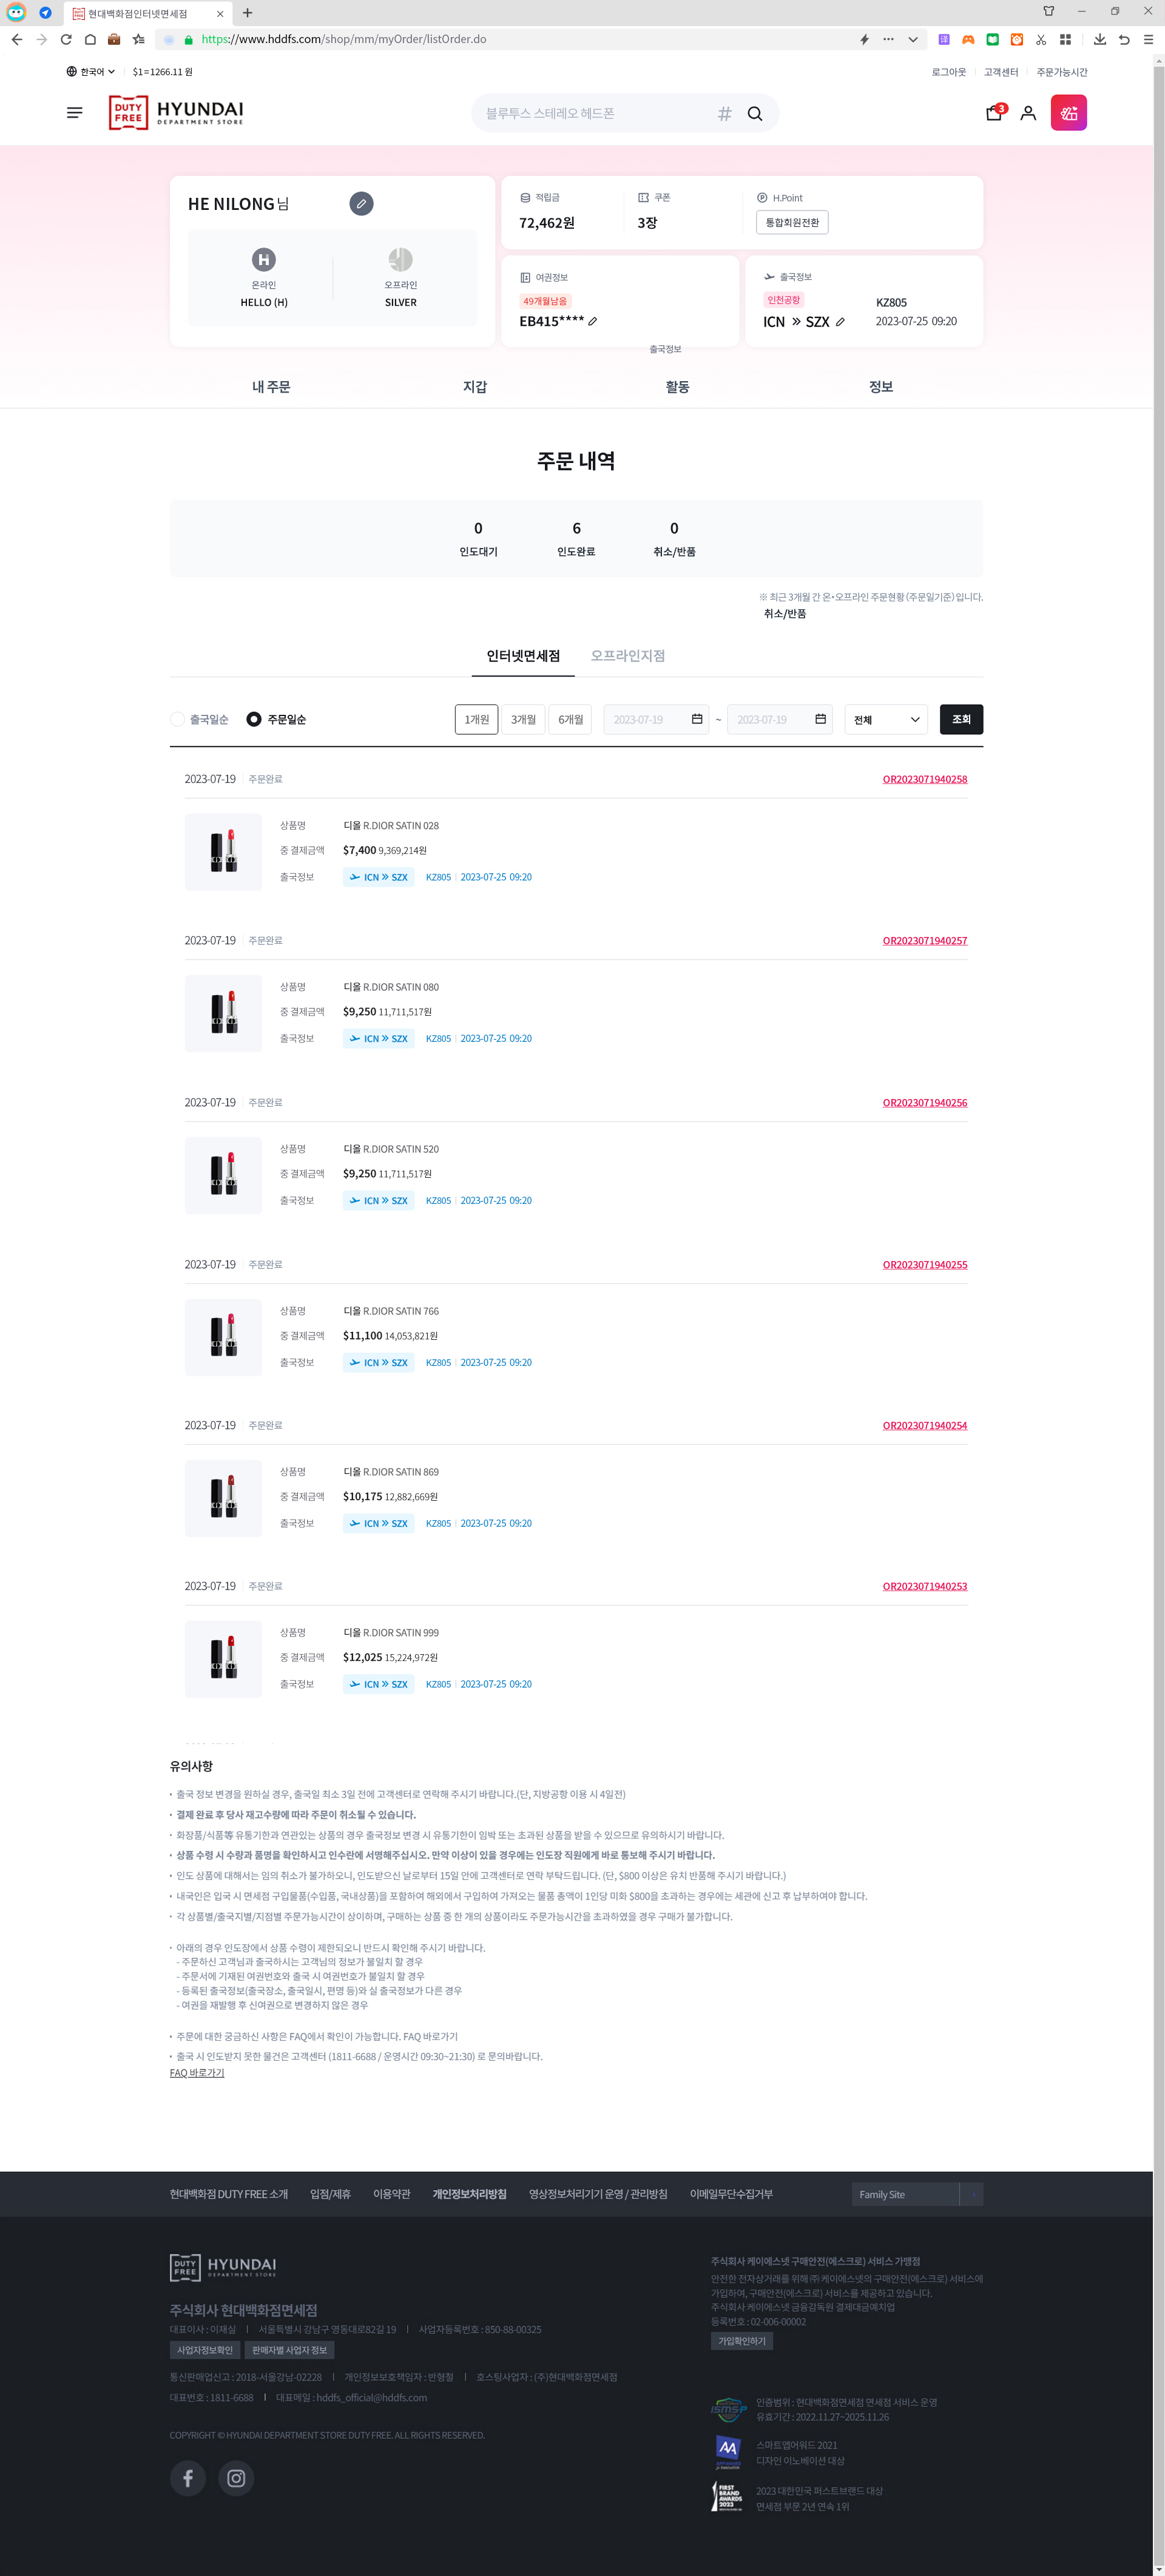 현대백화점인터넷면세점
https://www.hddfs.com/shop/mm/myOrder/listOrder.do
한국어
$1=1266.11 원
로그아웃
고객센터
주문가능시간
DUTY FREE HYUNDAI DEPARTMENT STORE
블루투스 스테레오 헤드폰
#
3
HE NILONG 님
온라인
HELLO (H)
오프라인
SILVER
적립금
72,462원
쿠폰
3장
H.Point
통합회원전환
여권정보
49개월남음
EB415****
출국정보
인천공항
ICN » SZX
KZ805
2023-07-25 09:20
출국정보
내 주문
지갑
활동
정보
주문 내역
0
인도대기
6
인도완료
0
취소/반품
※ 최근 3개월 간 온・오프라인 주문현황 (주문일기준) 입니다.
취소/반품
인터넷면세점
오프라인지점
출국일순
주문일순
1개원
3개월
6개월
2023-07-19
~
2023-07-19
전체
조회
2023-07-19 주문완료 OR2023071940258
상품명 디올 R.DIOR SATIN 028
중 결제금액 $7,400 9,369,214원
출국정보 ICN » SZX KZ805 2023-07-25 09:20
2023-07-19 주문완료 OR2023071940257
상품명 디올 R.DIOR SATIN 080
중 결제금액 $9,250 11,711,517원
출국정보 ICN » SZX KZ805 2023-07-25 09:20
2023-07-19 주문완료 OR2023071940256
상품명 디올 R.DIOR SATIN 520
중 결제금액 $9,250 11,711,517원
출국정보 ICN » SZX KZ805 2023-07-25 09:20
2023-07-19 주문완료 OR2023071940255
상품명 디올 R.DIOR SATIN 766
중 결제금액 $11,100 14,053,821원
출국정보 ICN » SZX KZ805 2023-07-25 09:20
2023-07-19 주문완료 OR2023071940254
상품명 디올 R.DIOR SATIN 869
중 결제금액 $10,175 12,882,669원
출국정보 ICN » SZX KZ805 2023-07-25 09:20
2023-07-19 주문완료 OR2023071940253
상품명 디올 R.DIOR SATIN 999
중 결제금액 $12,025 15,224,972원
출국정보 ICN » SZX KZ805 2023-07-25 09:20
유의사항
• 출국 정보 변경을 원하실 경우, 출국일 최소 3일 전에 고객센터로 연락해 주시기 바랍니다.(단, 지방공항 이용 시 4일전)
• 결제 완료 후 당사 재고수량에 따라 주문이 취소될 수 있습니다.
• 화장품/식품等 유통기한과 연관있는 상품의 경우 출국정보 변경 시 유통기한이 임박 또는 초과된 상품을 받을 수 있으므로 유의하시기 바랍니다.
• 상품 수령 시 수량과 품명을 확인하시고 인수란에 서명해주십시오. 만약 이상이 있을 경우에는 인도장 직원에게 바로 통보해 주시기 바랍니다.
• 인도 상품에 대해서는 임의 취소가 불가하오니, 인도받으신 날로부터 15일 안에 고객센터로 연락 부탁드립니다. (단, $800 이상은 유치 반품해 주시기 바랍니다.)
• 내국인은 입국 시 면세점 구입물품(수입품, 국내상품)을 포함하여 해외에서 구입하여 가져오는 물품 총액이 1인당 미화 $800을 초과하는 경우에는 세관에 신고 후 납부하여야 합니다.
• 각 상품별/출국지별/지점별 주문가능시간이 상이하며, 구매하는 상품 중 한 개의 상품이라도 주문가능시간을 초과하였을 경우 구매가 불가합니다.
• 아래의 경우 인도장에서 상품 수령이 제한되오니 반드시 확인해 주시기 바랍니다.
- 주문하신 고객님과 출국하시는 고객님의 정보가 불일치 할 경우
- 주문서에 기재된 여권번호와 출국 시 여권번호가 불일치 할 경우
- 등록된 출국정보(출국장소, 출국일시, 편명 등)와 실 출국정보가 다른 경우
- 여권을 재발행 후 신여권으로 변경하지 않은 경우
• 주문에 대한 궁금하신 사항은 FAQ에서 확인이 가능합니다. FAQ 바로가기
• 출국 시 인도받지 못한 물건은 고객센터 (1811-6688 / 운영시간 09:30~21:30) 로 문의바랍니다.
FAQ 바로가기
현대백화점 DUTY FREE 소개
입점/제휴
이용약관
개인정보처리방침
영상정보처리기기 운영 / 관리방침
이메일무단수집거부
Family Site
DUTY FREE HYUNDAI DEPARTMENT STORE
주식회사 현대백화점면세점
대표이사 : 이재실 | 서울특별시 강남구 영동대로82길 19 | 사업자등록번호 : 850-88-00325
사업자정보확인
판매자별 사업자 정보
통신판매업신고 : 2018-서울강남-02228 | 개인정보보호책임자 : 반형철 | 호스팅사업자 : (주)현대백화점면세점
대표번호 : 1811-6688 | 대표메일 : hddfs_official@hddfs.com
COPYRIGHT © HYUNDAI DEPARTMENT STORE DUTY FREE. ALL RIGHTS RESERVED.
주식회사 케이에스넷 구매안전(에스크로) 서비스 가맹점
안전한 전자상거래를 위해 ㈜ 케이에스넷의 구매안전(에스크로) 서비스에
가입하여, 구매안전(에스크로) 서비스를 제공하고 있습니다.
주식회사 케이에스넷 금융감독원 결제대금예치업
등록번호 : 02-006-00002
가입확인하기
ISMS-P
인증범위 : 현대백화점면세점 면세점 서비스 운영
유효기간 : 2022.11.27~2025.11.26
AA
스마트앱어워드 2021
디자인 이노베이션 대상
FIRST BRAND AWARDS 2023
2023 대한민국 퍼스트브랜드 대상
면세점 부문 2년 연속 1위